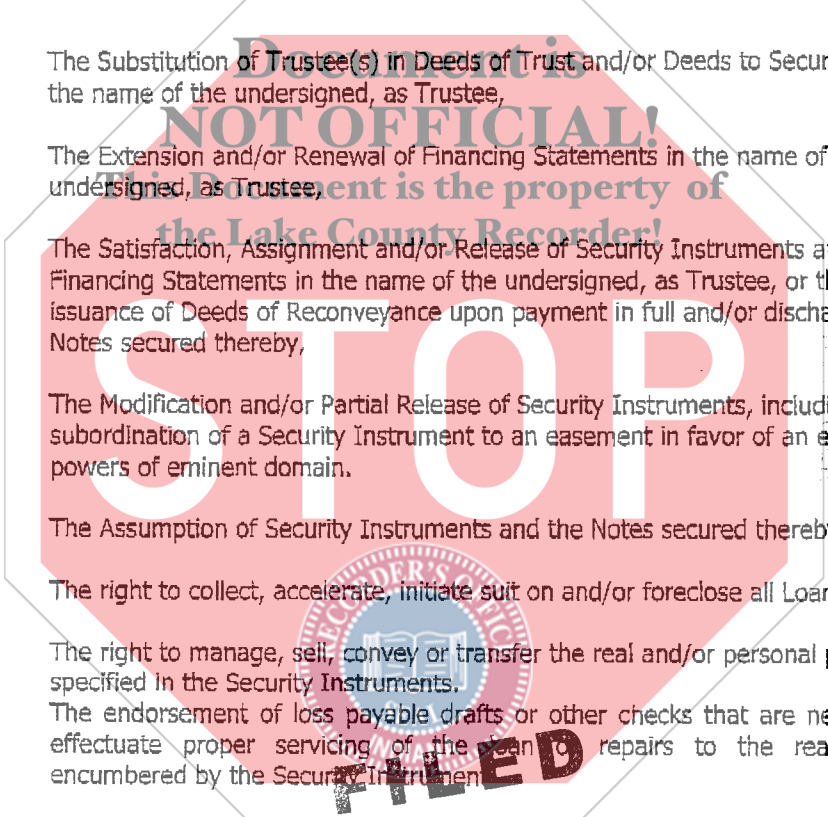 Document is
NOT OFFICIAL!
This Document is the property of
the Lake County Recorder!
STOP
The Substitution of Trustee(s) in Deeds of Trust and/or Deeds to Secur
the name of the undersigned, as Trustee,
The Extension and/or Renewal of Financing Statements in the name of
undersigned, as Trustee,
The Satisfaction, Assignment and/or Release of Security Instruments a
Financing Statements in the name of the undersigned, as Trustee, or t
issuance of Deeds of Reconveyance upon payment in full and/or discha
Notes secured thereby,
The Modification and/or Partial Release of Security Instruments, includi
subordination of a Security Instrument to an easement in favor of an e
powers of eminent domain.
The Assumption of Security Instruments and the Notes secured thereb
The right to collect, accelerate, initiate suit on and/or foreclose all Loan
The right to manage, sell, convey or transfer the real and/or personal p
specified in the Security Instruments.
The endorsement of loss payable drafts or other checks that are ne
effectuate proper servicing of the loan or repairs to the rea
encumbered by the Security Instrument
RECORDER'S OFFIC
SEAL
INDIANA
FILED